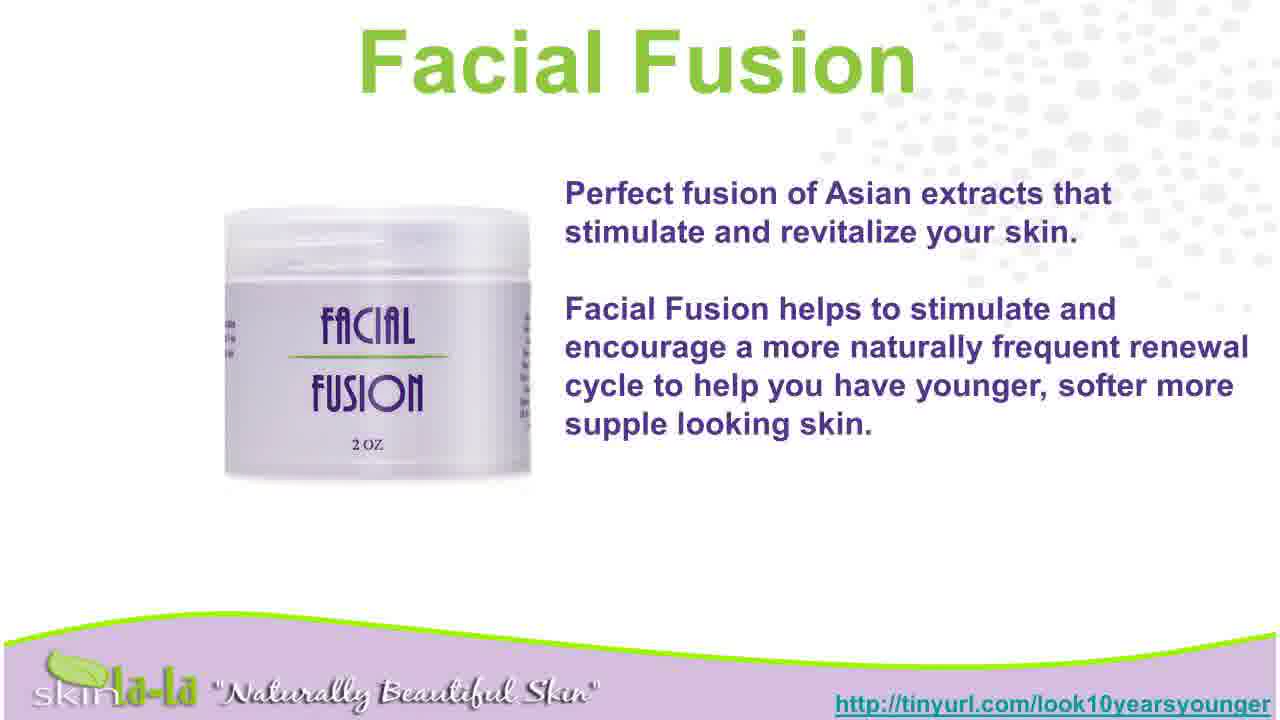 Facial Fusion
Perfect fusion of Asian extracts that
stimulate and revitalize your skin.
Facial Fusion helps to stimulate and
encourage a more naturally frequent renewal
cycle to help you have younger, softer more
supple looking skin.
FACIAL
FUSION
2 OZ
skin la-la "Naturally Beautiful Skin"
http://tinyurl.com/look10yearsyounger